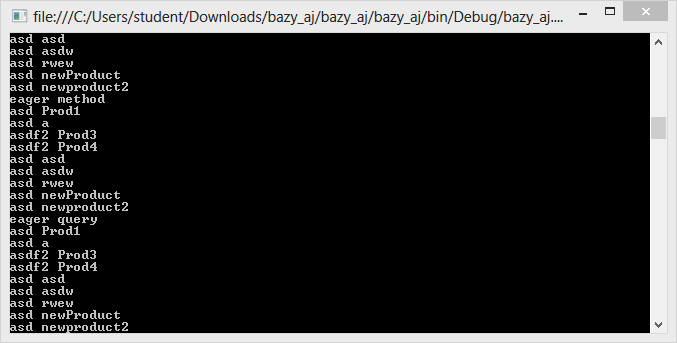 file:///C:/Users/student/Downloads/bazy_aj/bazy_aj/bazy_aj/bin/Debug/bazy_aj....
asd asd
asd asdw
asd rwew
asd newProduct
asd newproduct2
eager method
asd Prod1
asd a
asdf2 Prod3
asdf2 Prod4
asd asd
asd asdw
asd rwew
asd newProduct
asd newproduct2
eager query
asd Prod1
asd a
asdf2 Prod3
asdf2 Prod4
asd asd
asd asdw
asd rwew
asd newProduct
asd newproduct2